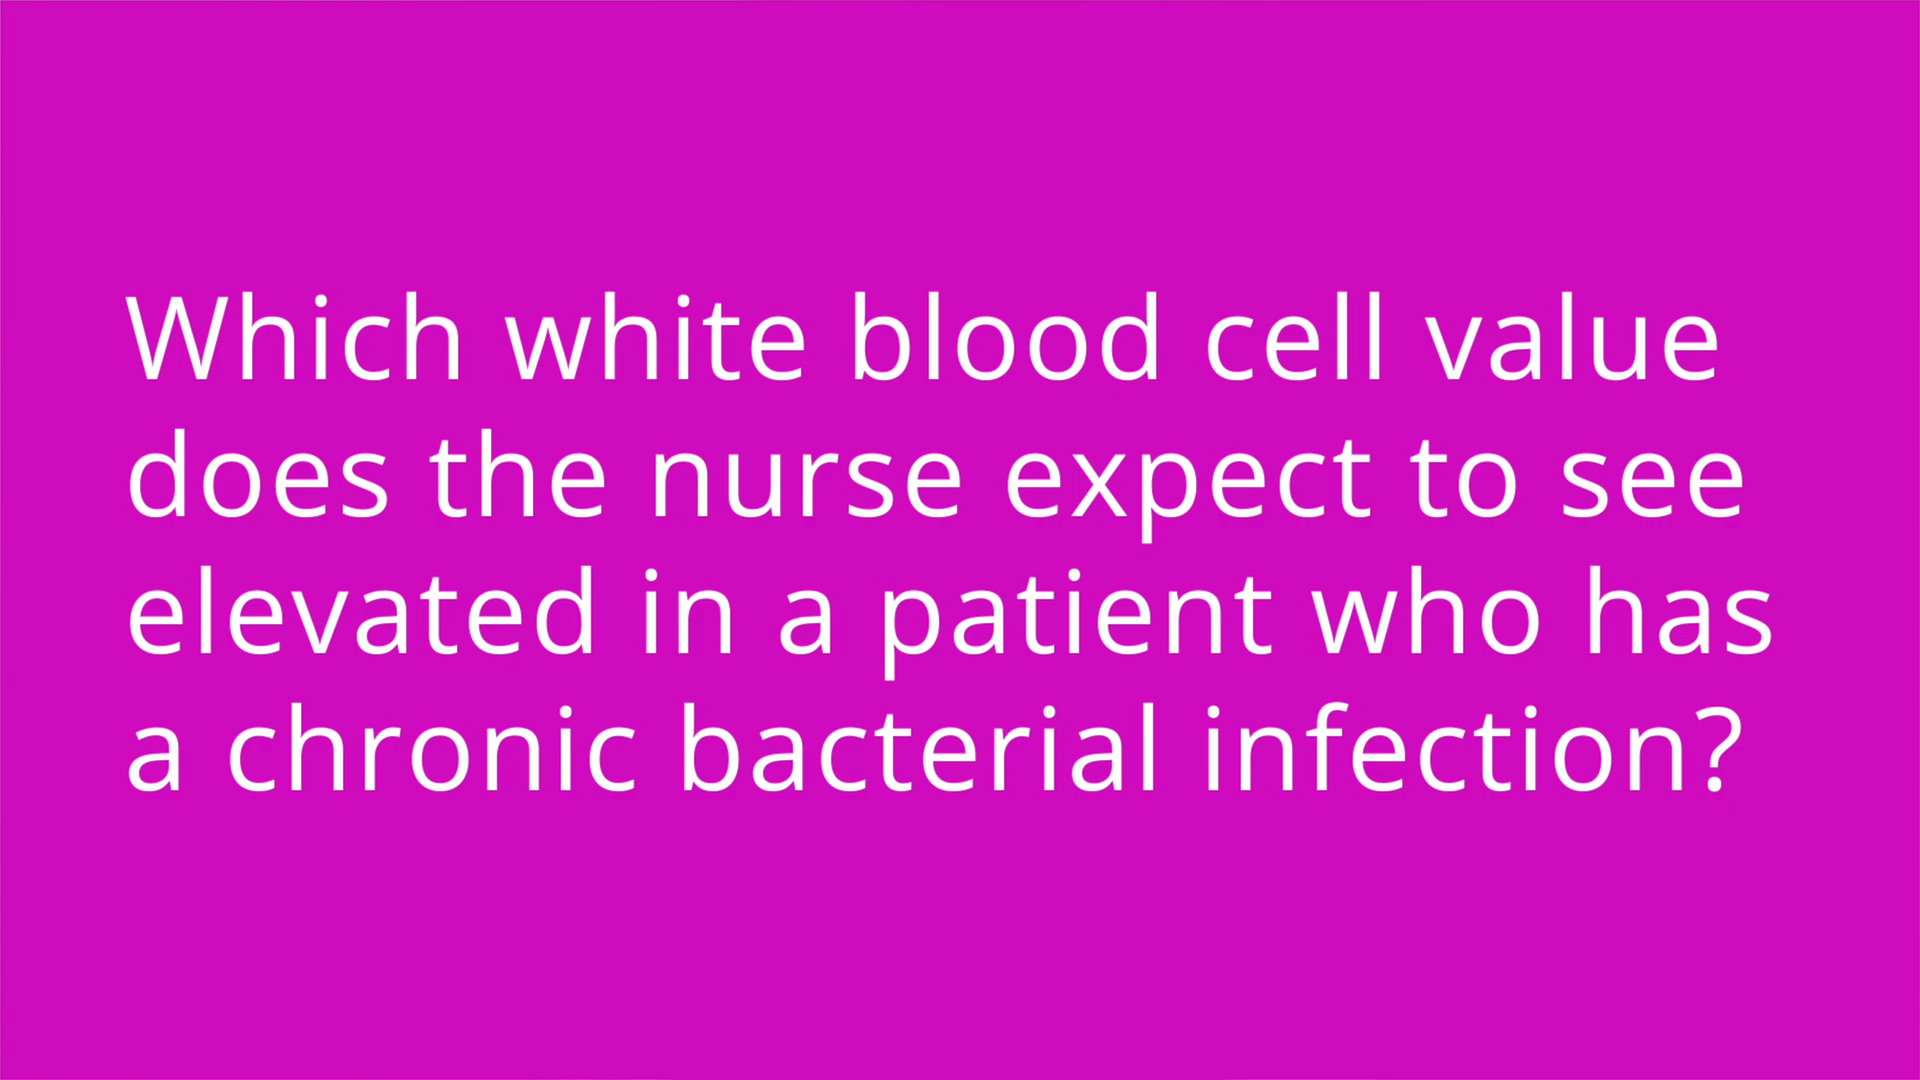 Which white blood cell value
does the nurse expect to see
elevated in a patient who has
a chronic bacterial infection?